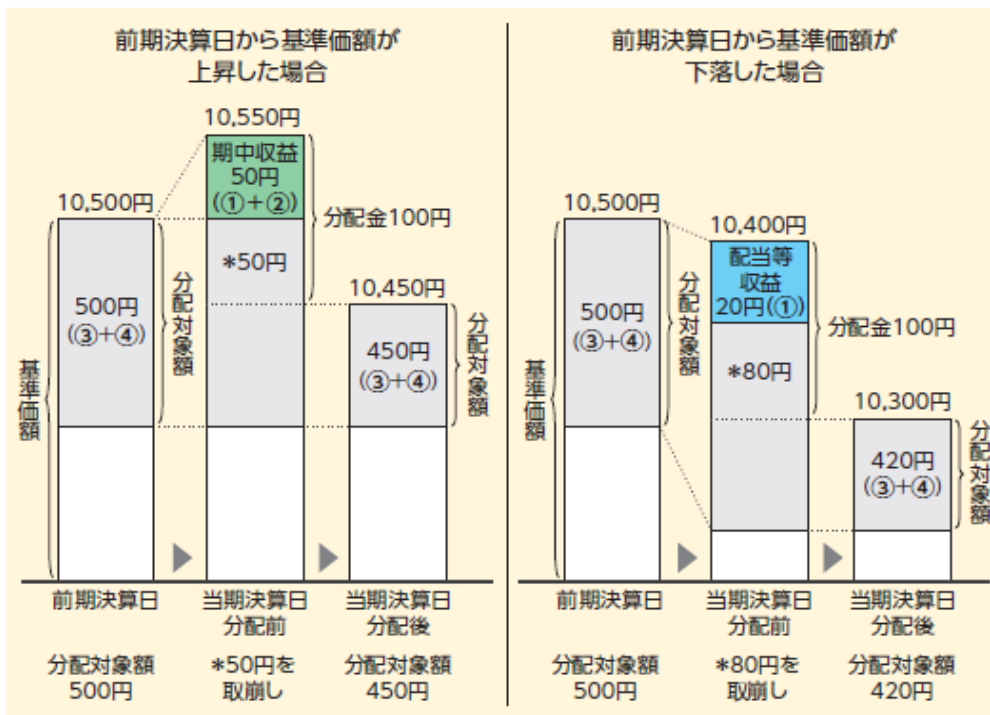 前期決算日から基準価額が
上昇した場合
10,550円
期中収益
50円
(①+②)
10,500円
分配金100円
*50円
10,450円
500円
(③+④)
分配対象額
450円
(③+④)
分配対象額
基準価額
前期決算日
当期決算日
分配前
当期決算日
分配後
分配対象額
500円
*50円を
取崩し
分配対象額
450円
前期決算日から基準価額が
下落した場合
10,500円
10,400円
配当等
収益
20円(①)
500円
(③+④)
分配対象額
分配金100円
*80円
10,300円
420円
(③+④)
分配対象額
基準価額
前期決算日
当期決算日
分配前
当期決算日
分配後
分配対象額
500円
*80円を
取崩し
分配対象額
420円